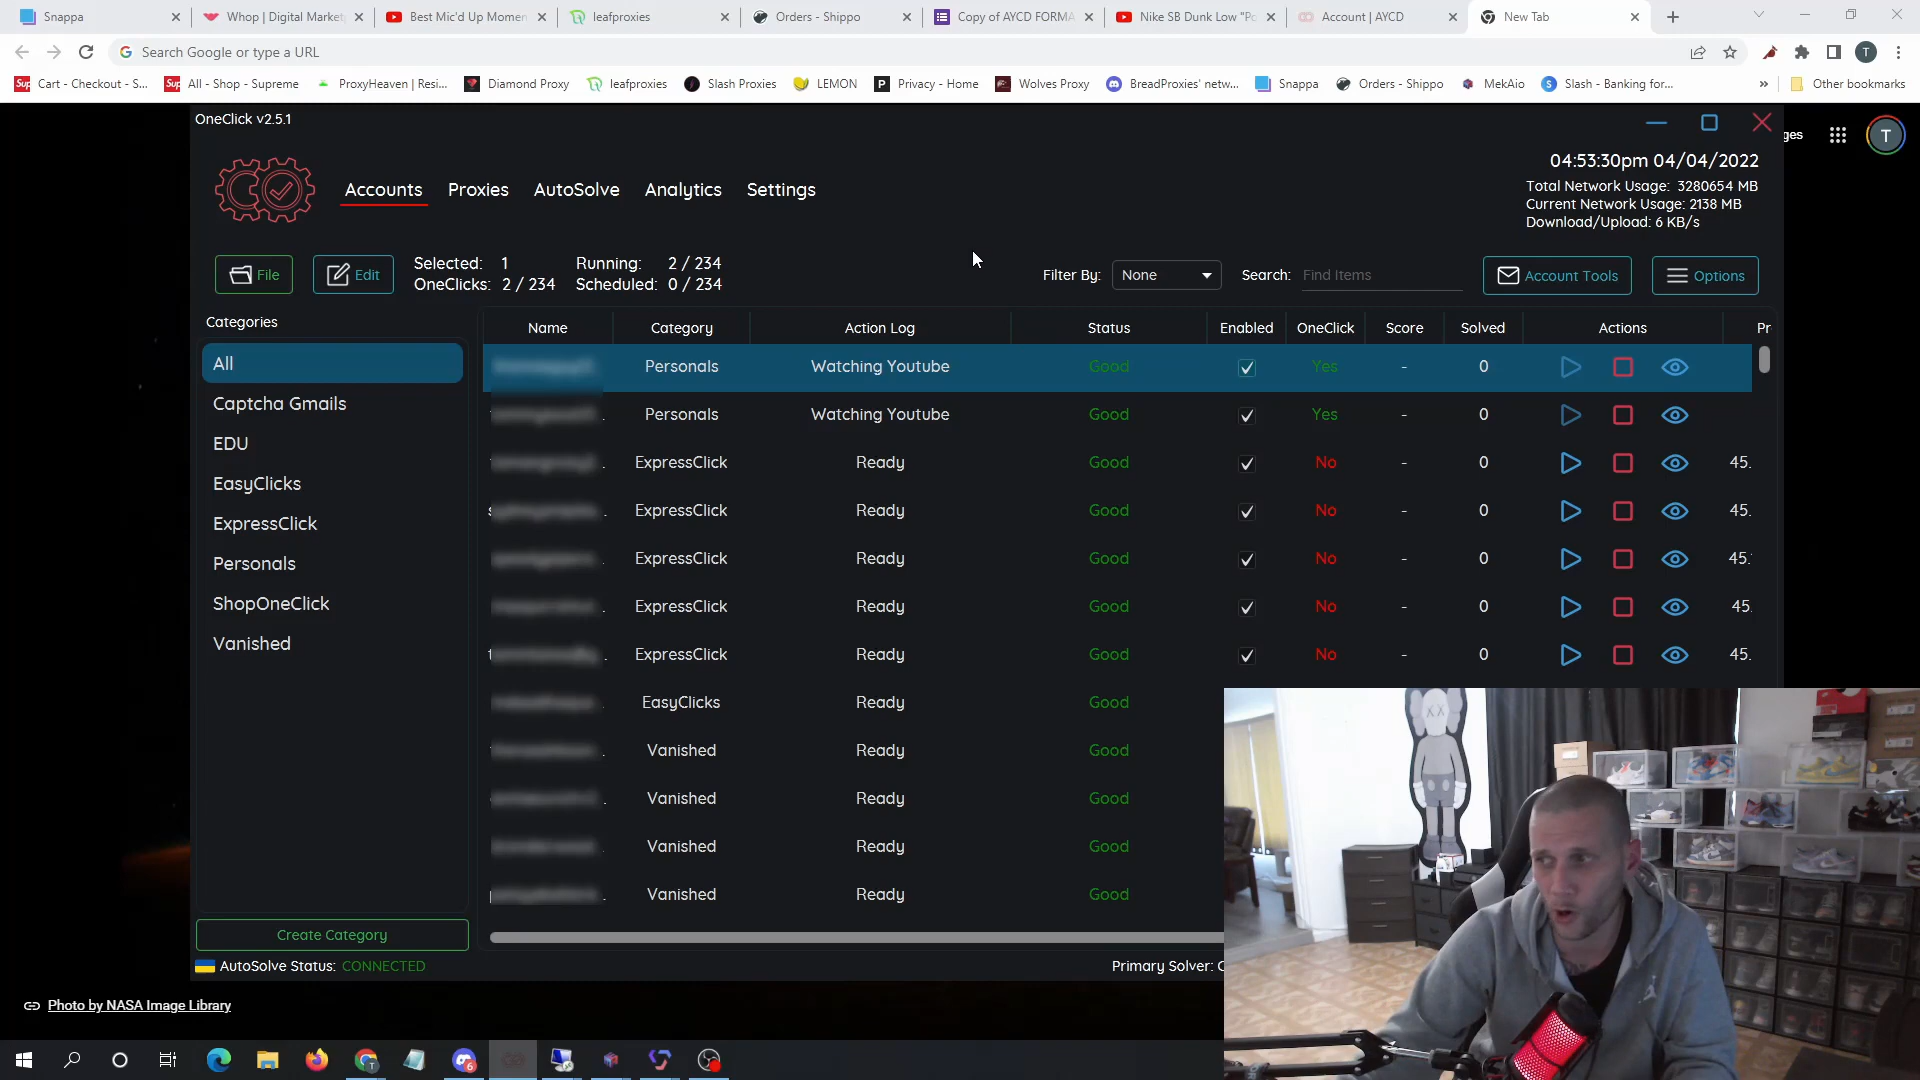 Snappa
Whop | Digital Market
Best Mic'd Up Momen
leafproxies
Orders - Shippo
Copy of AYCD FORMA
Nike SB Dunk Low "Po
Account | AYCD
New Tab
Search Google or type a URL
T
Cart - Checkout - S...
All - Shop - Supreme
ProxyHeaven | Resi...
Diamond Proxy
leafproxies
Slash Proxies
LEMON
Privacy - Home
Wolves Proxy
BreadProxies' netw...
Snappa
Orders - Shippo
MekAio
Slash - Banking for...
»
Other bookmarks
OneClick v2.5.1
ges
T
04:53:30pm 04/04/2022
Total Network Usage: 3280654 MB
Current Network Usage: 2138 MB
Download/Upload: 6 KB/s
Accounts Proxies AutoSolve Analytics Settings
File
Edit
Selected: 1
OneClicks: 2 / 234
Running: 2 / 234
Scheduled: 0 / 234
Filter By: None
Search: Find Items
Account Tools
Options
Categories
All
Captcha Gmails
EDU
EasyClicks
ExpressClick
Personals
ShopOneClick
Vanished
Create Category
Name Category Action Log Status Enabled OneClick Score Solved Actions Pr
Personals Watching Youtube Good Yes - 0
Personals Watching Youtube Good Yes - 0
ExpressClick Ready Good No - 0 45.
ExpressClick Ready Good No - 0 45.
ExpressClick Ready Good No - 0 45.
ExpressClick Ready Good No - 0 45.
ExpressClick Ready Good No - 0 45.
EasyClicks Ready Good
Vanished Ready Good
Vanished Ready Good
Vanished Ready Good
Vanished Ready Good
AutoSolve Status: CONNECTED
Primary Solver: C
Photo by NASA Image Library